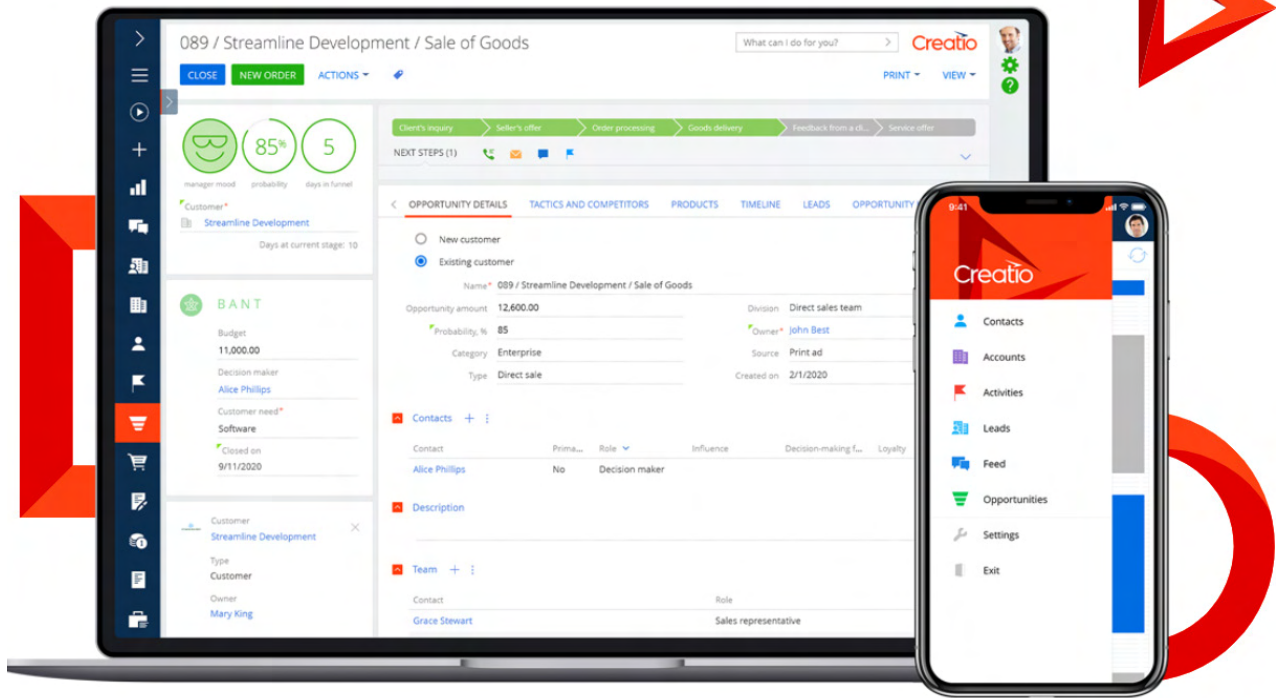 089 / Streamline Development / Sale of Goods
What can i do for you?
Creatio
CLOSE
NEW ORDER
ACTIONS
PRINT
VIEW
85%
5
manager mood
probability
days in funnel
Customer*
Streamline Development
Days at current stage: 10
BANT
Budget
11,000.00
Decision maker
Alice Phillips
Customer need*
Software
Closed on
9/11/2020
Customer
Streamline Development
Type
Customer
Owner
Mary King
Client's inquiry
Seller's offer
Order processing
Goods delivery
Feedback from a cli...
Service offer
NEXT STEPS (1)
OPPORTUNITY DETAILS
TACTICS AND COMPETITORS
PRODUCTS
TIMELINE
LEADS
OPPORTUNITY
New customer
Existing customer
Name* 089 / Streamline Development / Sale of Goods
Opportunity amount 12,600.00
Division Direct sales team
Probability, % 85
Owner* John Best
Category Enterprise
Source Print ad
Type Direct sale
Created on 2/1/2020
Contacts
Contact Prima... Role Influence Decision-making f... Loyalty
Alice Phillips No Decision maker
Description
Team
Contact Role
Grace Stewart Sales representative
9:41
Creatio
Contacts
Accounts
Activities
Leads
Feed
Opportunities
Settings
Exit